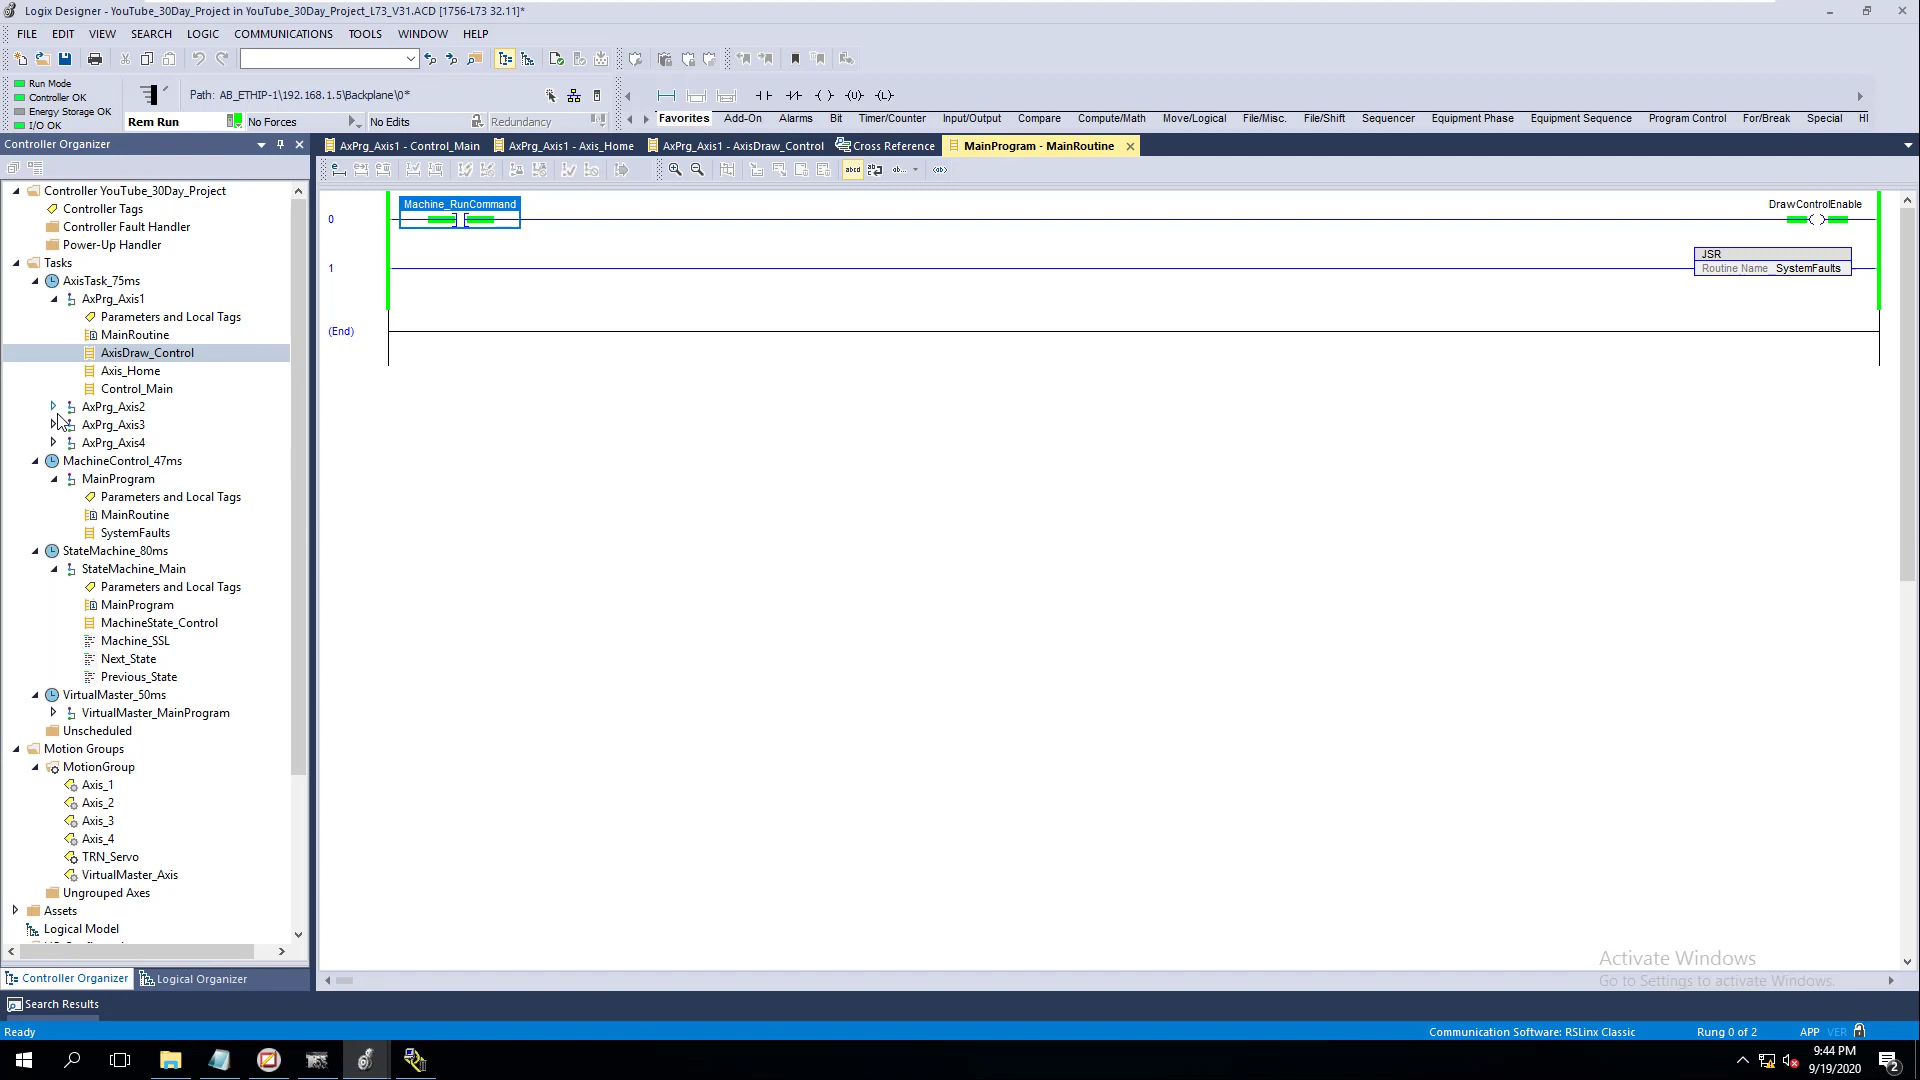 Logix Designer - YouTube_30Day_Project in YouTube_30Day_Project_L73_V31.ACD [1756-L73 32.11]*
FILE EDIT VIEW SEARCH LOGIC COMMUNICATIONS TOOLS WINDOW HELP
Run Mode
Controller OK
Energy Storage OK
I/O OK
Path: AB_ETHIP-1\192.168.1.5\Backplane\0*
Rem Run No Forces No Edits Redundancy
Favorites Add-On Alarms Bit Timer/Counter Input/Output Compare Compute/Math Move/Logical File/Misc. File/Shift Sequencer Equipment Phase Equipment Sequence Program Control For/Break Special HI
Controller Organizer
AxPrg_Axis1 - Control_Main AxPrg_Axis1 - Axis_Home AxPrg_Axis1 - AxisDraw_Control Cross Reference MainProgram - MainRoutine
Controller YouTube_30Day_Project
Controller Tags
Controller Fault Handler
Power-Up Handler
Tasks
AxisTask_75ms
AxPrg_Axis1
Parameters and Local Tags
MainRoutine
AxisDraw_Control
Axis_Home
Control_Main
AxPrg_Axis2
AxPrg_Axis3
AxPrg_Axis4
MachineControl_47ms
MainProgram
Parameters and Local Tags
MainRoutine
SystemFaults
StateMachine_80ms
StateMachine_Main
Parameters and Local Tags
MainProgram
MachineState_Control
Machine_SSL
Next_State
Previous_State
VirtualMaster_50ms
VirtualMaster_MainProgram
Unscheduled
Motion Groups
MotionGroup
Axis_1
Axis_2
Axis_3
Axis_4
TRN_Servo
VirtualMaster_Axis
Ungrouped Axes
Assets
Logical Model
Controller Organizer Logical Organizer
abcd ab...
Machine_RunCommand DrawControlEnable
0
JSR
1 Routine Name SystemFaults
(End)
Activate Windows
Go to Settings to activate Windows.
Search Results
Ready Communication Software: RSLinx Classic Rung 0 of 2 APP VER
9:44 PM
9/19/2020
2